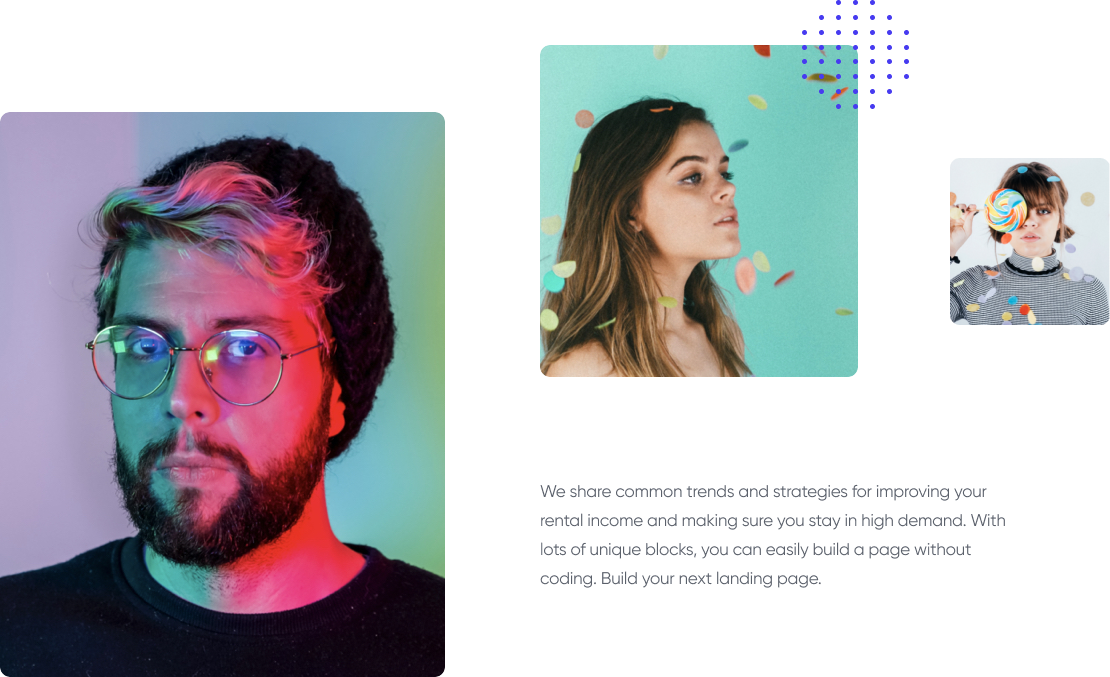 We share common trends and strategies for improving your
rental income and making sure you stay in high demand. With
lots of unique blocks, you can easily build a page without
coding. Build your next landing page.